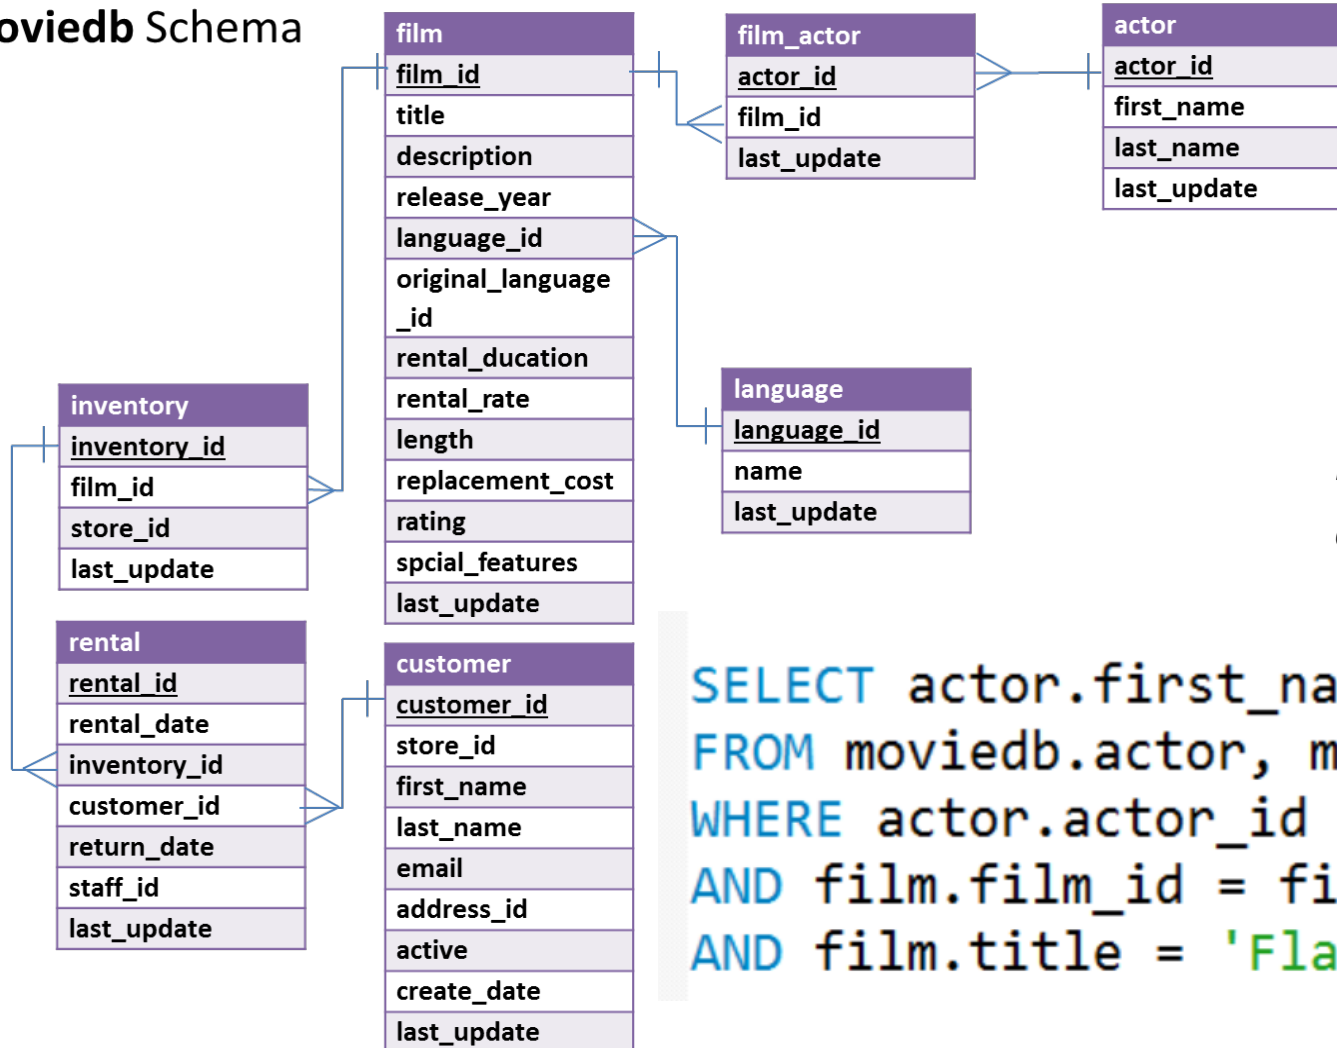 oviedb Schema
film
film_id
title
description
release_year
language_id
original_language
_id
rental_ducation
rental_rate
length
replacement_cost
rating
spcial_features
last_update
film_actor
actor_id
film_id
last_update
actor
actor_id
first_name
last_name
last_update
language
language_id
name
last_update
inventory
inventory_id
film_id
store_id
last_update
rental
rental_id
rental_date
inventory_id
customer_id
return_date
staff_id
last_update
customer
customer_id
store_id
first_name
last_name
email
address_id
active
create_date
last_update
SELECT actor.first_na
FROM moviedb.actor, m
WHERE actor.actor_id
AND film.film_id = fi
AND film.title = 'Fla